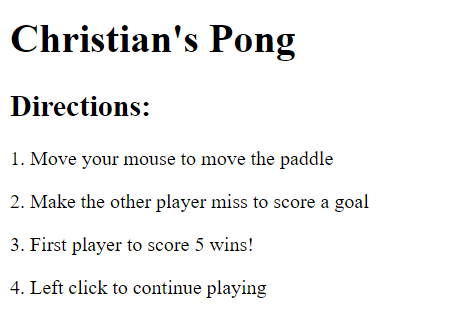 Christian's Pong
Directions:
1. Move your mouse to move the paddle
2. Make the other player miss to score a goal
3. First player to score 5 wins!
4. Left click to continue playing